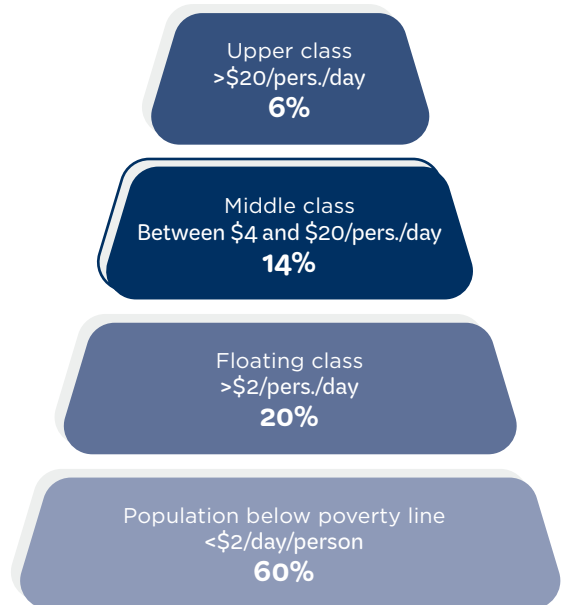 Upper class
>$20/pers./day
6%
Middle class
Between $4 and $20/pers./day
14%
Floating class
>$2/pers./day
20%
Population below poverty line
<$2/day/person
60%